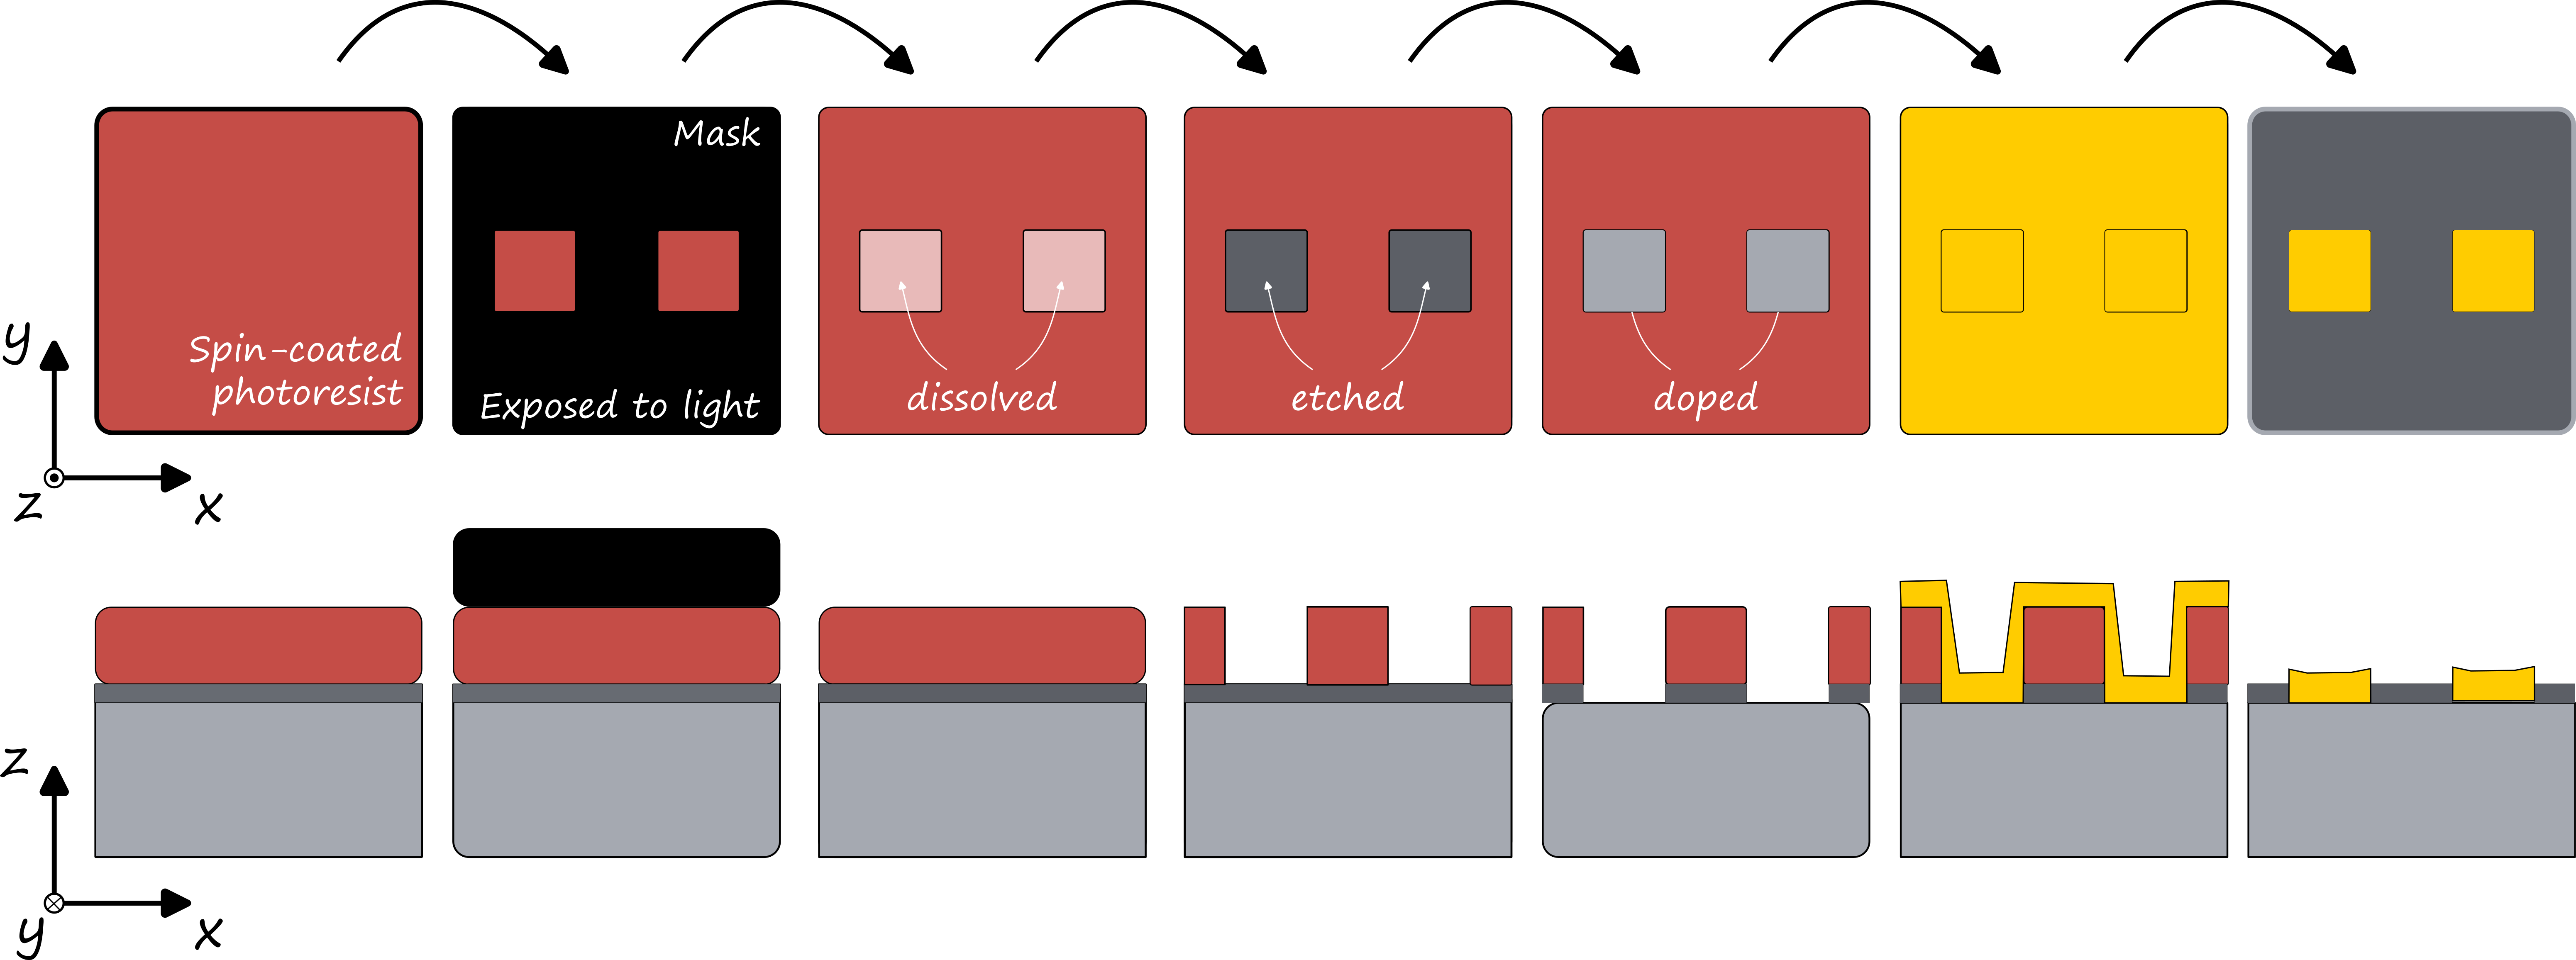 Spin-coated
photoresist
Mask
Exposed to light
dissolved
etched
doped
y
z
x
z
y
x